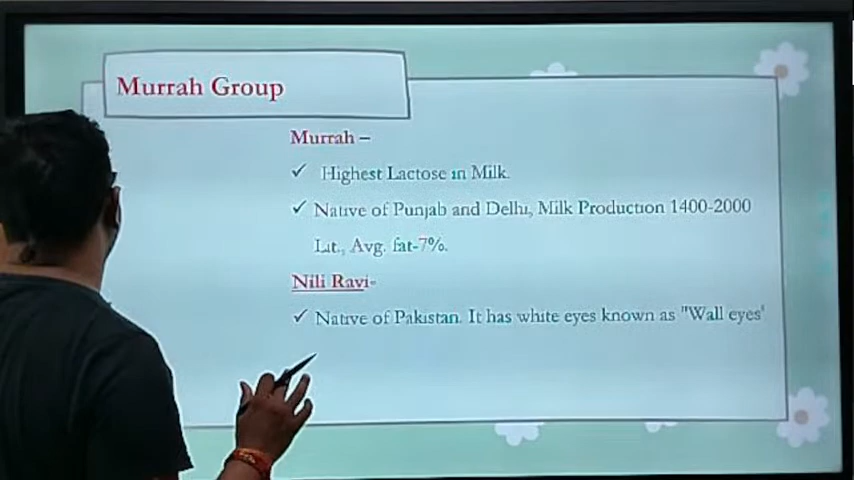 Murrah Group
Murrah –
✓ Highest Lactose in Milk.
✓ Native of Punjab and Delhi, Milk Production 1400-2000
Lit., Avg. fat-7%.
Nili Ravi-
✓ Native of Pakistan. It has white eyes known as "Wall eyes'